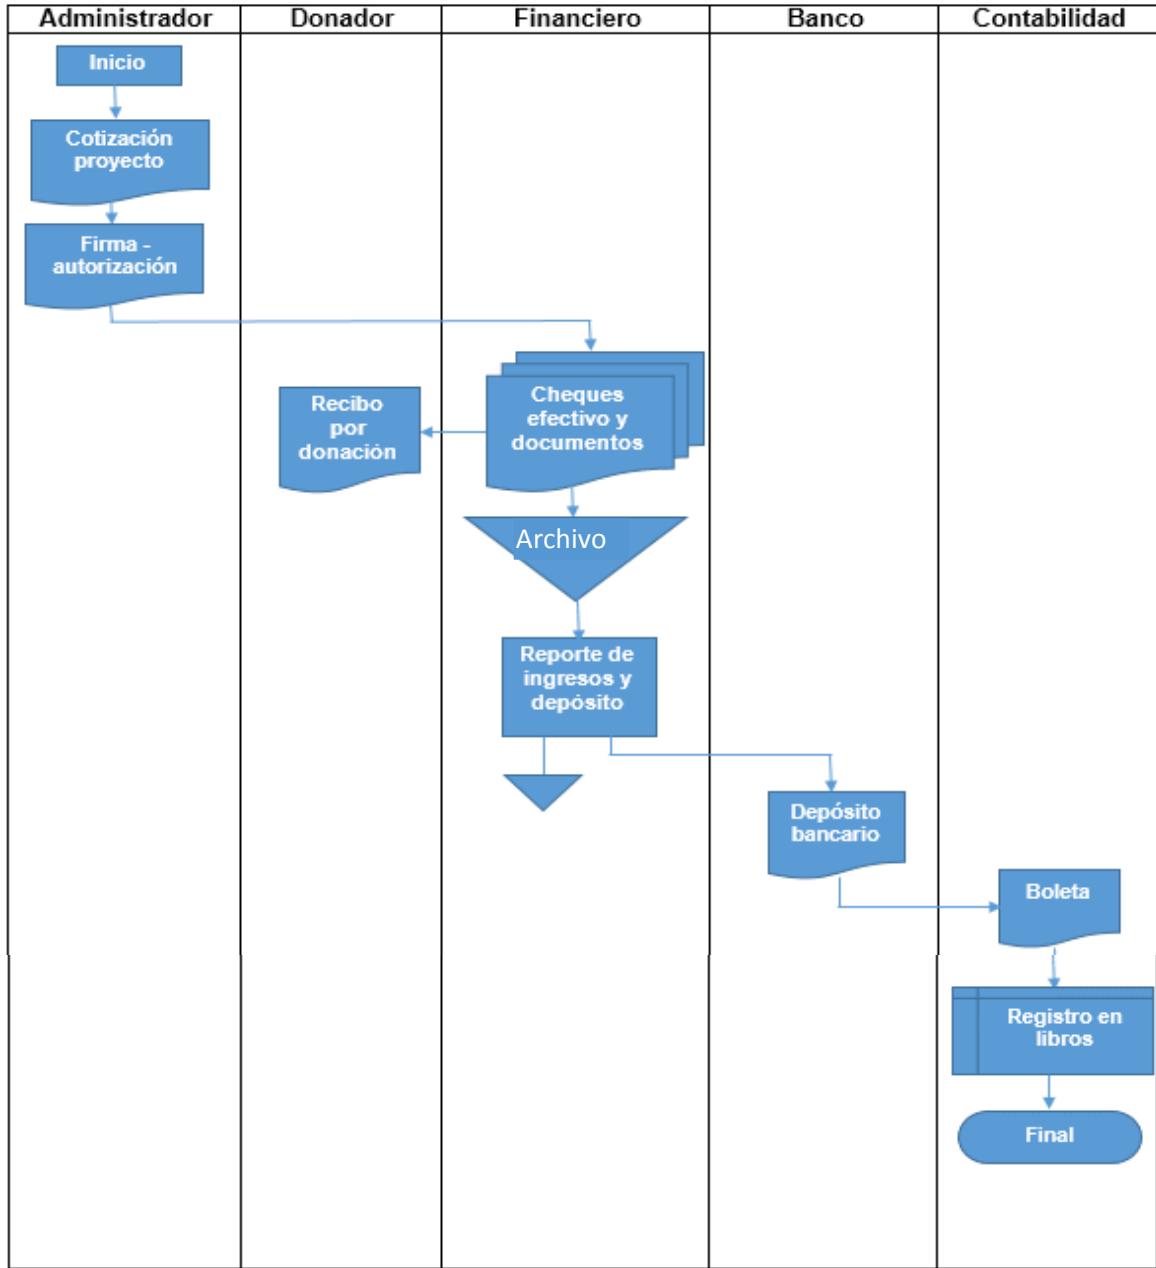 Administrador
Donador
Financiero
Banco
Contabilidad
Inicio
Cotización
proyecto
Firma -
autorización
Cheques
efectivo y
documentos
Recibo
por
donación
Archivo
Reporte de
ingresos y
depósito
Depósito
bancario
Boleta
Registro en
libros
Final